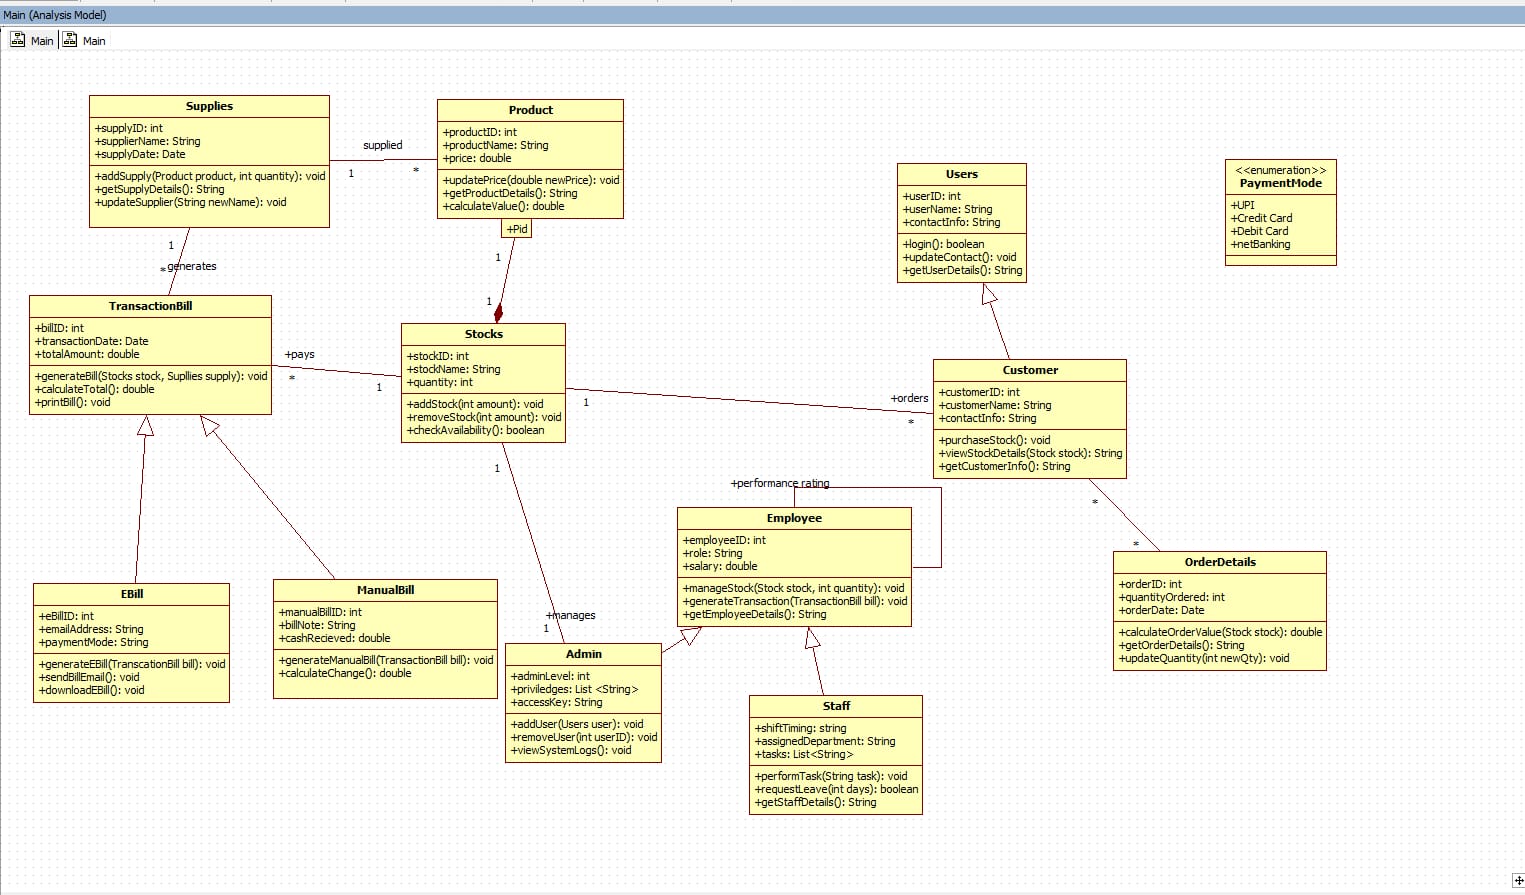 Main (Analysis Model)
Main
Main
Supplies
+supplyID: int
+supplierName: String
+supplyDate: Date
+addSupply(Product product, int quantity): void
+getSupplyDetails(): String
+updateSupplier(String newName): void
supplied
1
*
Product
+productID: int
+productName: String
+price: double
+updatePrice(double newPrice): void
+getProductDetails(): String
+calculateValue(): double
+Pid
1
1
Users
+userID: int
+userName: String
+contactInfo: String
+login(): boolean
+updateContact(): void
+getUserDetails(): String
<<enumeration>>
PaymentMode
+UPI
+Credit Card
+Debit Card
+netBanking
1
*
generates
TransactionBill
+billID: int
+transactionDate: Date
+totalAmount: double
+generateBill(Stocks stock, Supllies supply): void
+calculateTotal(): double
+printBill(): void
+pays
*
1
Stocks
+stockID: int
+stockName: String
+quantity: int
+addStock(int amount): void
+removeStock(int amount): void
+checkAvailability(): boolean
1
+orders
*
Customer
+customerID: int
+customerName: String
+contactInfo: String
+purchaseStock(): void
+viewStockDetails(Stock stock): String
+getCustomerInfo(): String
1
+manages
1
+performance rating
Employee
+employeeID: int
+role: String
+salary: double
+manageStock(Stock stock, int quantity): void
+generateTransaction(TransactionBill bill): void
+getEmployeeDetails(): String
*
*
OrderDetails
+orderID: int
+quantityOrdered: int
+orderDate: Date
+calculateOrderValue(Stock stock): double
+getOrderDetails(): String
+updateQuantity(int newQty): void
EBill
+eBillID: int
+emailAddress: String
+paymentMode: String
+generateEBill(TranscationBill bill): void
+sendBillEmail(): void
+downloadEBill(): void
ManualBill
+manualBillID: int
+billNote: String
+cashRecieved: double
+generateManualBill(TransactionBill bill): void
+calculateChange(): double
Admin
+adminLevel: int
+priviledges: List <String>
+accessKey: String
+addUser(Users user): void
+removeUser(int userID): void
+viewSystemLogs(): void
Staff
+shiftTiming: string
+assignedDepartment: String
+tasks: List<String>
+performTask(String task): void
+requestLeave(int days): boolean
+getStaffDetails(): String